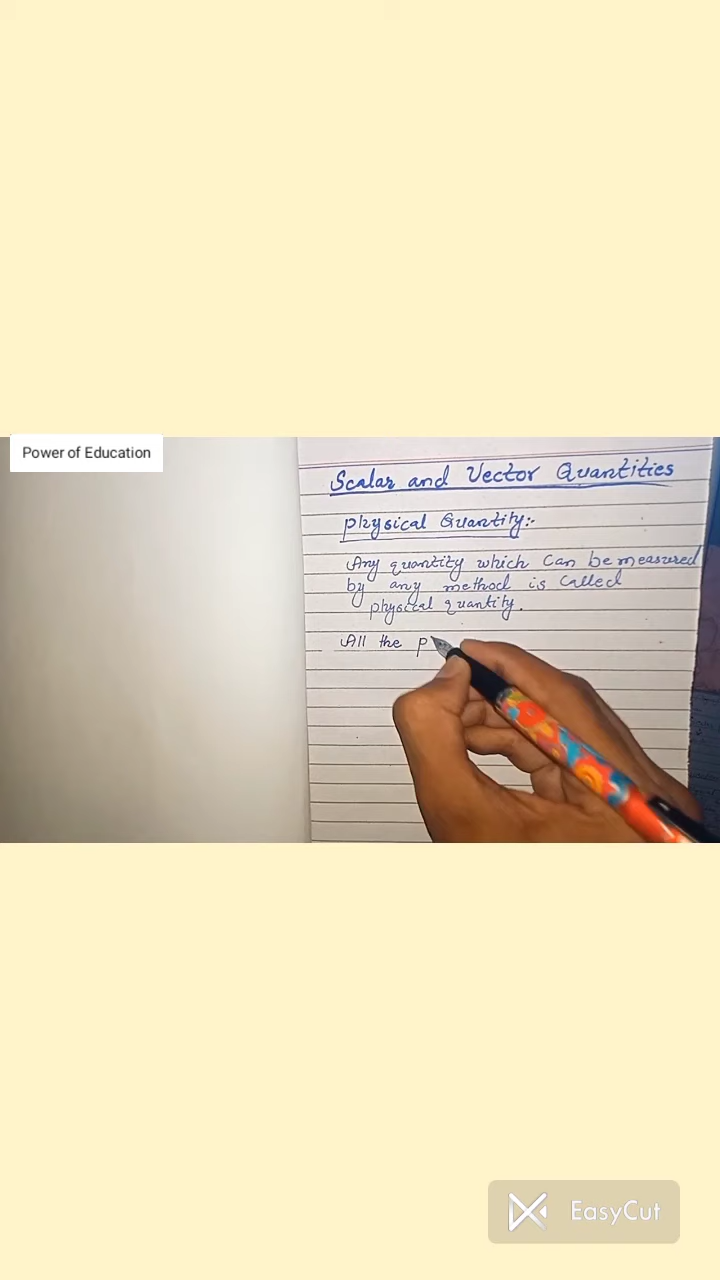 Power of Education
Scalar and Vector Quantities
Physical Quantity:-
Any quantity which can be measured
by any method is called
physical quantity.
All the p
EasyCut